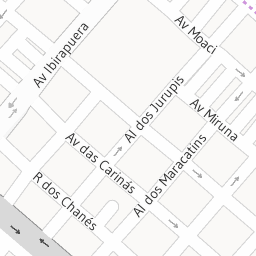 Av Moaci
Av Ibirapuera
Al dos Jurupis
Av Miruna
Av das Carinás
Al dos Maracatins
R dos Chanés